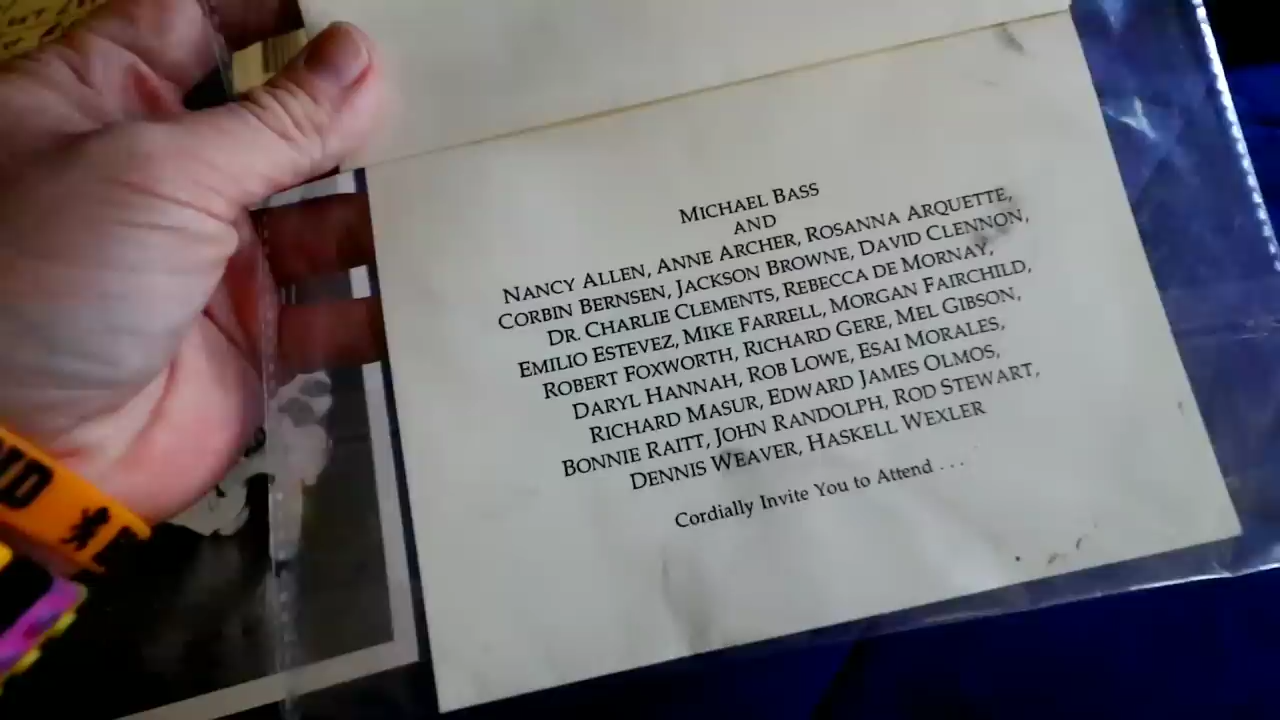 MICHAEL BASS
AND
NANCY ALLEN, ANNE ARCHER, ROSANNA ARQUETTE,
CORBIN BERNSEN, JACKSON BROWNE, DAVID CLENNON,
DR. CHARLIE CLEMENTS, REBECCA DE MORNAY,
EMILIO ESTEVEZ, MIKE FARRELL, MORGAN FAIRCHILD,
ROBERT FOXWORTH, RICHARD GERE, MEL GIBSON,
DARYL HANNAH, ROB LOWE, ESAI MORALES,
RICHARD MASUR, EDWARD JAMES OLMOS,
BONNIE RAITT, JOHN RANDOLPH, ROD STEWART,
DENNIS WEAVER, HASKELL WEXLER
Cordially Invite You to Attend . . .